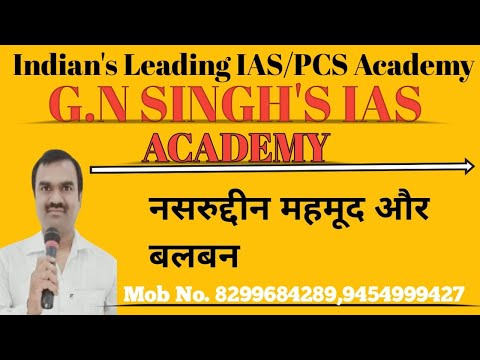 Indian's Leading IAS/PCS Academy
G.N SINGH'S IAS
ACADEMY
नसरुद्दीन महमूद और
बलबन
Mob No. 8299684289,9454999427